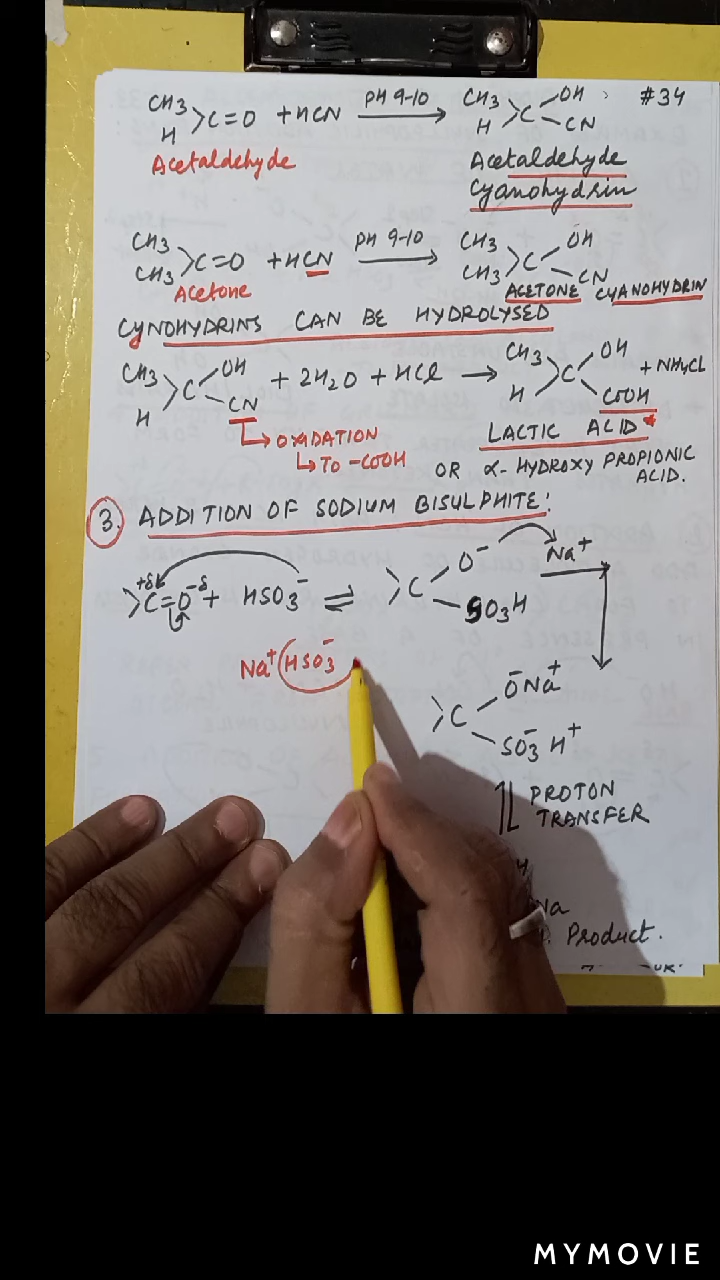 #34
CH3 H >C=O +HCN PH 9-10 → CH3 H >C -OH -CN
Acetaldehyde Acetaldehyde
Cyanohydrin
CH3 CH3 >C=O +HCN PH 9-10 → CH3 CH3 >C -OH -CN
Acetone ACETONE CYANOHYDRIN
CYNOHYDRINS CAN BE HYDROLYSED
CH3 H >C -OH -CN + 2H2O + HCl → CH3 H >C -OH -COOH + NH4CL
↳ OXIDATION LACTIC ACID*
↳ TO -COOH OR α-HYDROXY PROPIONIC
ACID.
3. ADDITION OF SODIUM BISULPHITE:
>C+δ=O-δ + HSO3- ⇌ >C -O- -SO3H Na+
Na+(HSO3-
>C -O-Na+ -SO3- H+
⇌ PROTON
TRANSFER
Na
Product.
MYMOVIE